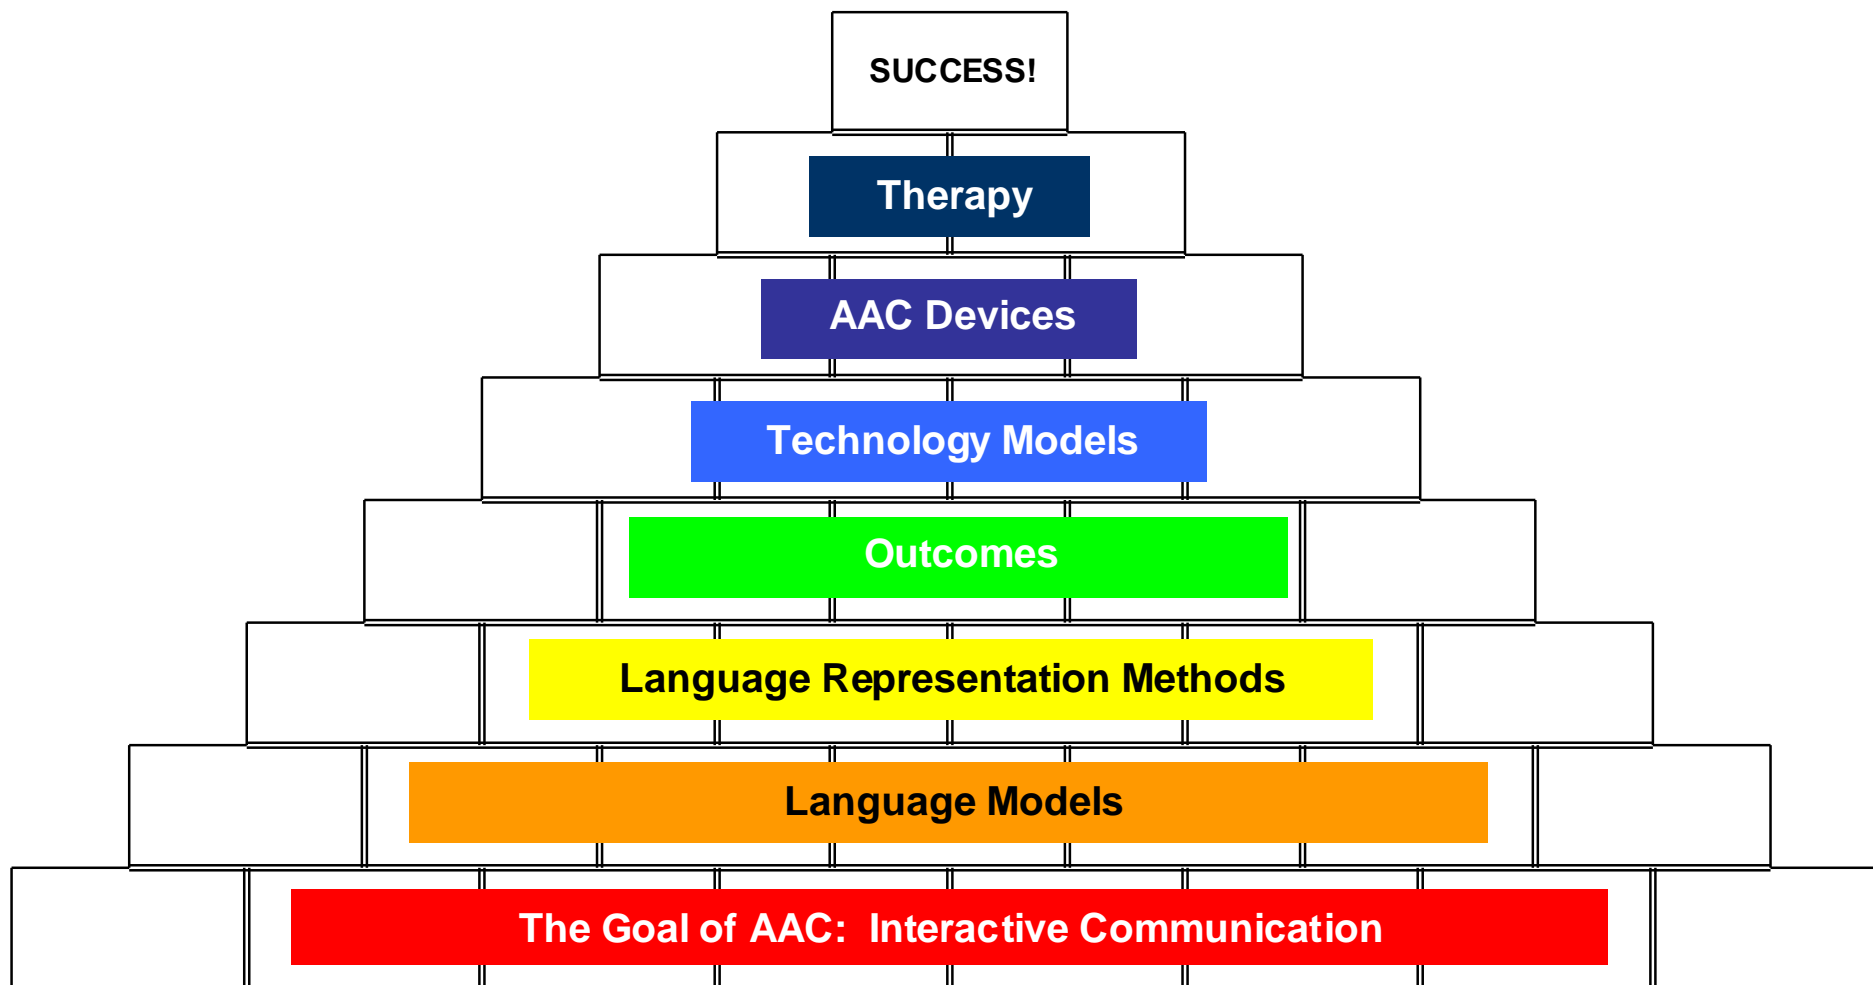 SUCCESS!
Therapy
AAC Devices
Technology Models
Outcomes
Language Representation Methods
Language Models
The Goal of AAC:  Interactive Communication